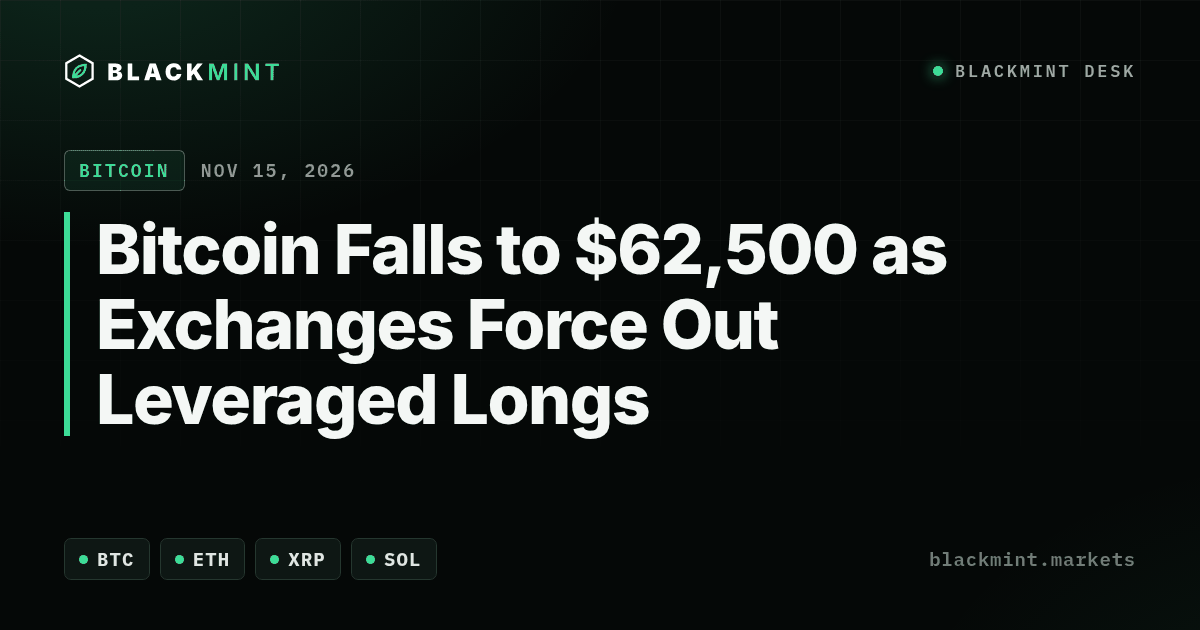 BLACKMINT
BLACKMINT DESK
BITCOIN
NOV 15, 2026
Bitcoin Falls to $62,500 as
Exchanges Force Out
Leveraged Longs
BTC
ETH
XRP
SOL
blackmint.markets